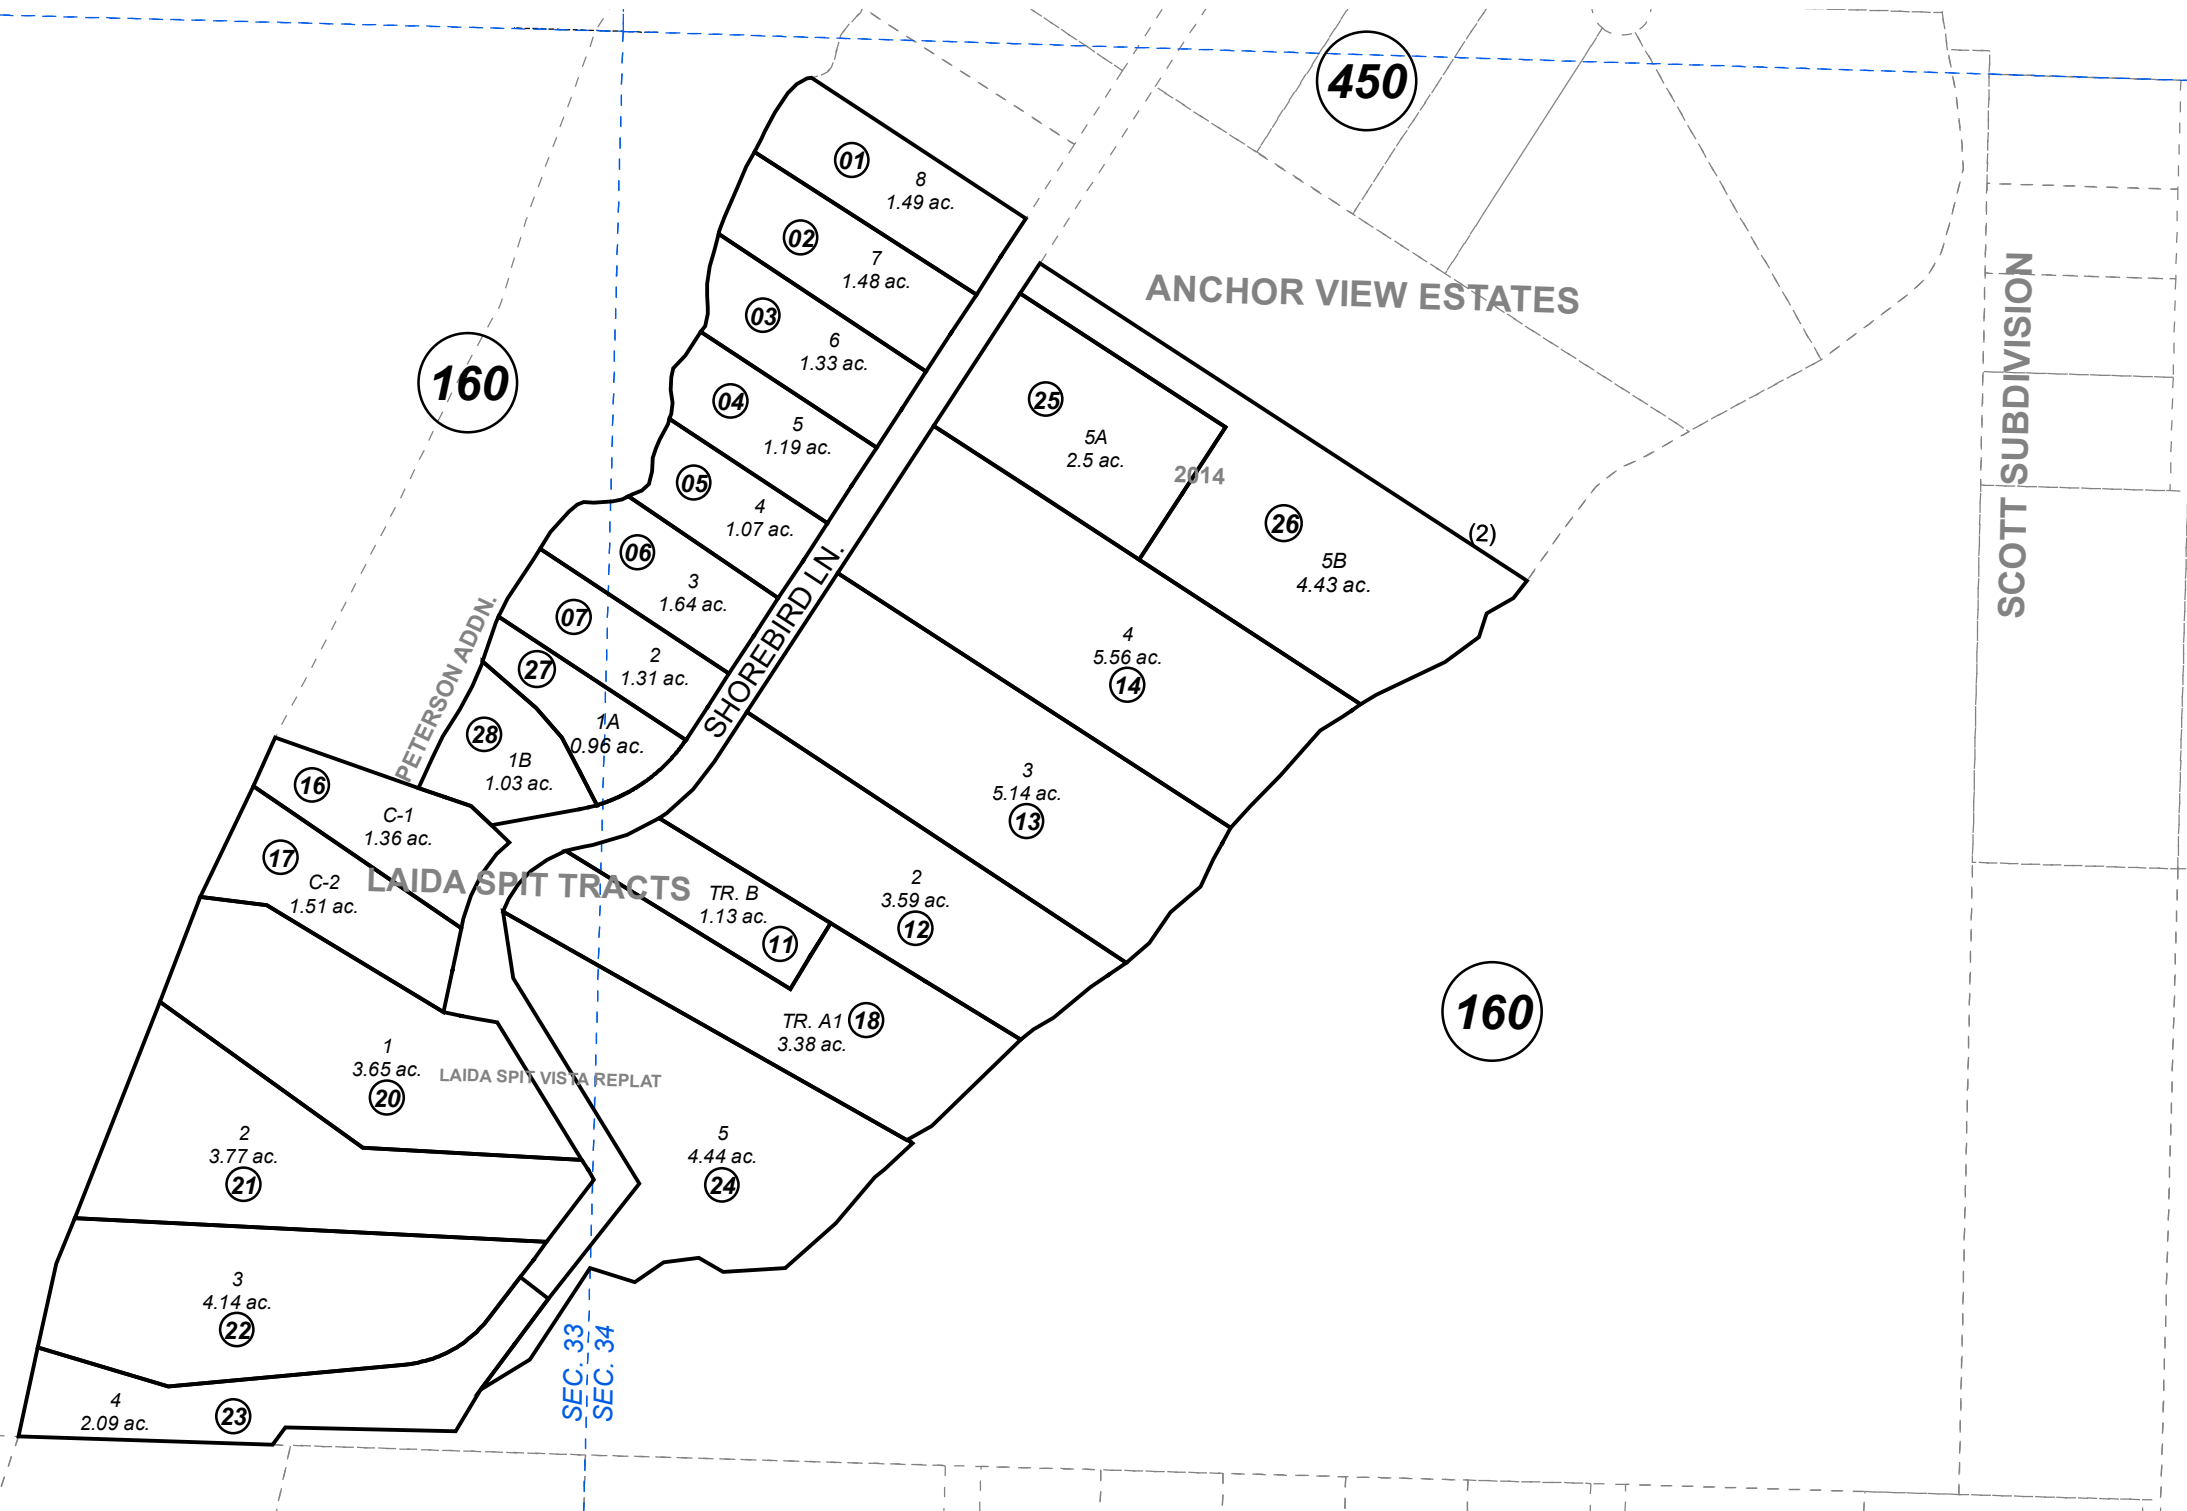 450
01
8
1.49 ac.
02
7
1.48 ac.
ANCHOR VIEW ESTATES
SCOTT SUBDIVISION
03
6
1.33 ac.
160
04
5
1.19 ac.
25
5A
2.5 ac.
2014
05
4
1.07 ac.
26
5B
4.43 ac.
(2)
06
3
1.64 ac.
SHOREBIRD LN.
07
2
1.31 ac.
4
5.56 ac.
14
PETERSON ADDN.
27
1A
0.96 ac.
28
1B
1.03 ac.
3
5.14 ac.
13
16
C-1
1.36 ac.
17
C-2
1.51 ac.
LAIDA SPIT TRACTS
TR. B
1.13 ac.
11
2
3.59 ac.
12
160
TR. A1
18
3.38 ac.
1
3.65 ac.
20
LAIDA SPIT VISTA REPLAT
2
3.77 ac.
21
5
4.44 ac.
24
3
4.14 ac.
22
SEC. 33
SEC. 34
4
2.09 ac.
23